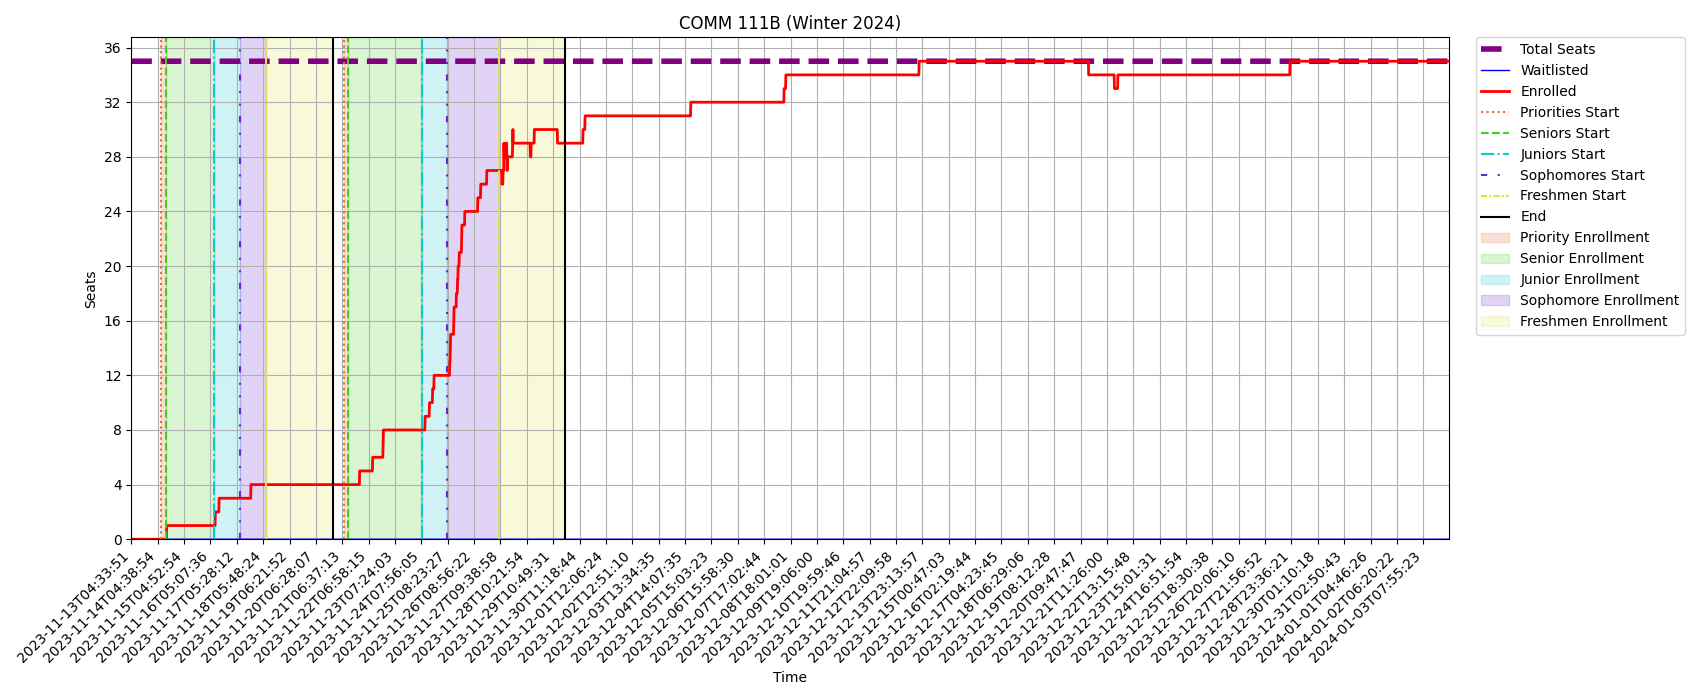 COMM 111B (Winter 2024)
Seats
36
32
28
24
20
16
12
8
4
0
2023-11-13T04:33:51
2023-11-14T04:38:54
2023-11-15T04:52:54
2023-11-16T05:07:36
2023-11-17T05:28:12
2023-11-18T05:48:24
2023-11-19T06:21:52
2023-11-20T06:28:07
2023-11-21T06:37:13
2023-11-22T06:58:15
2023-11-23T07:24:03
2023-11-24T07:56:05
2023-11-25T08:23:27
2023-11-26T08:56:22
2023-11-27T09:38:58
2023-11-28T10:21:54
2023-11-29T10:49:31
2023-11-30T11:18:44
2023-12-01T12:06:24
2023-12-02T12:51:10
2023-12-03T13:34:35
2023-12-04T14:07:35
2023-12-05T15:03:23
2023-12-06T15:58:30
2023-12-07T17:02:44
2023-12-08T18:01:01
2023-12-09T19:06:00
2023-12-10T19:59:46
2023-12-11T21:04:57
2023-12-12T22:09:58
2023-12-13T23:13:57
2023-12-15T00:47:03
2023-12-16T02:19:44
2023-12-17T04:23:45
2023-12-18T06:29:06
2023-12-19T08:12:28
2023-12-20T09:47:47
2023-12-21T11:26:00
2023-12-22T13:15:48
2023-12-23T15:01:31
2023-12-24T16:51:54
2023-12-25T18:30:38
2023-12-26T20:06:10
2023-12-27T21:56:52
2023-12-28T23:36:21
2023-12-30T01:10:18
2023-12-31T02:50:43
2024-01-01T04:46:26
2024-01-02T06:20:22
2024-01-03T07:55:23
Time
Total Seats
Waitlisted
Enrolled
Priorities Start
Seniors Start
Juniors Start
Sophomores Start
Freshmen Start
End
Priority Enrollment
Senior Enrollment
Junior Enrollment
Sophomore Enrollment
Freshmen Enrollment